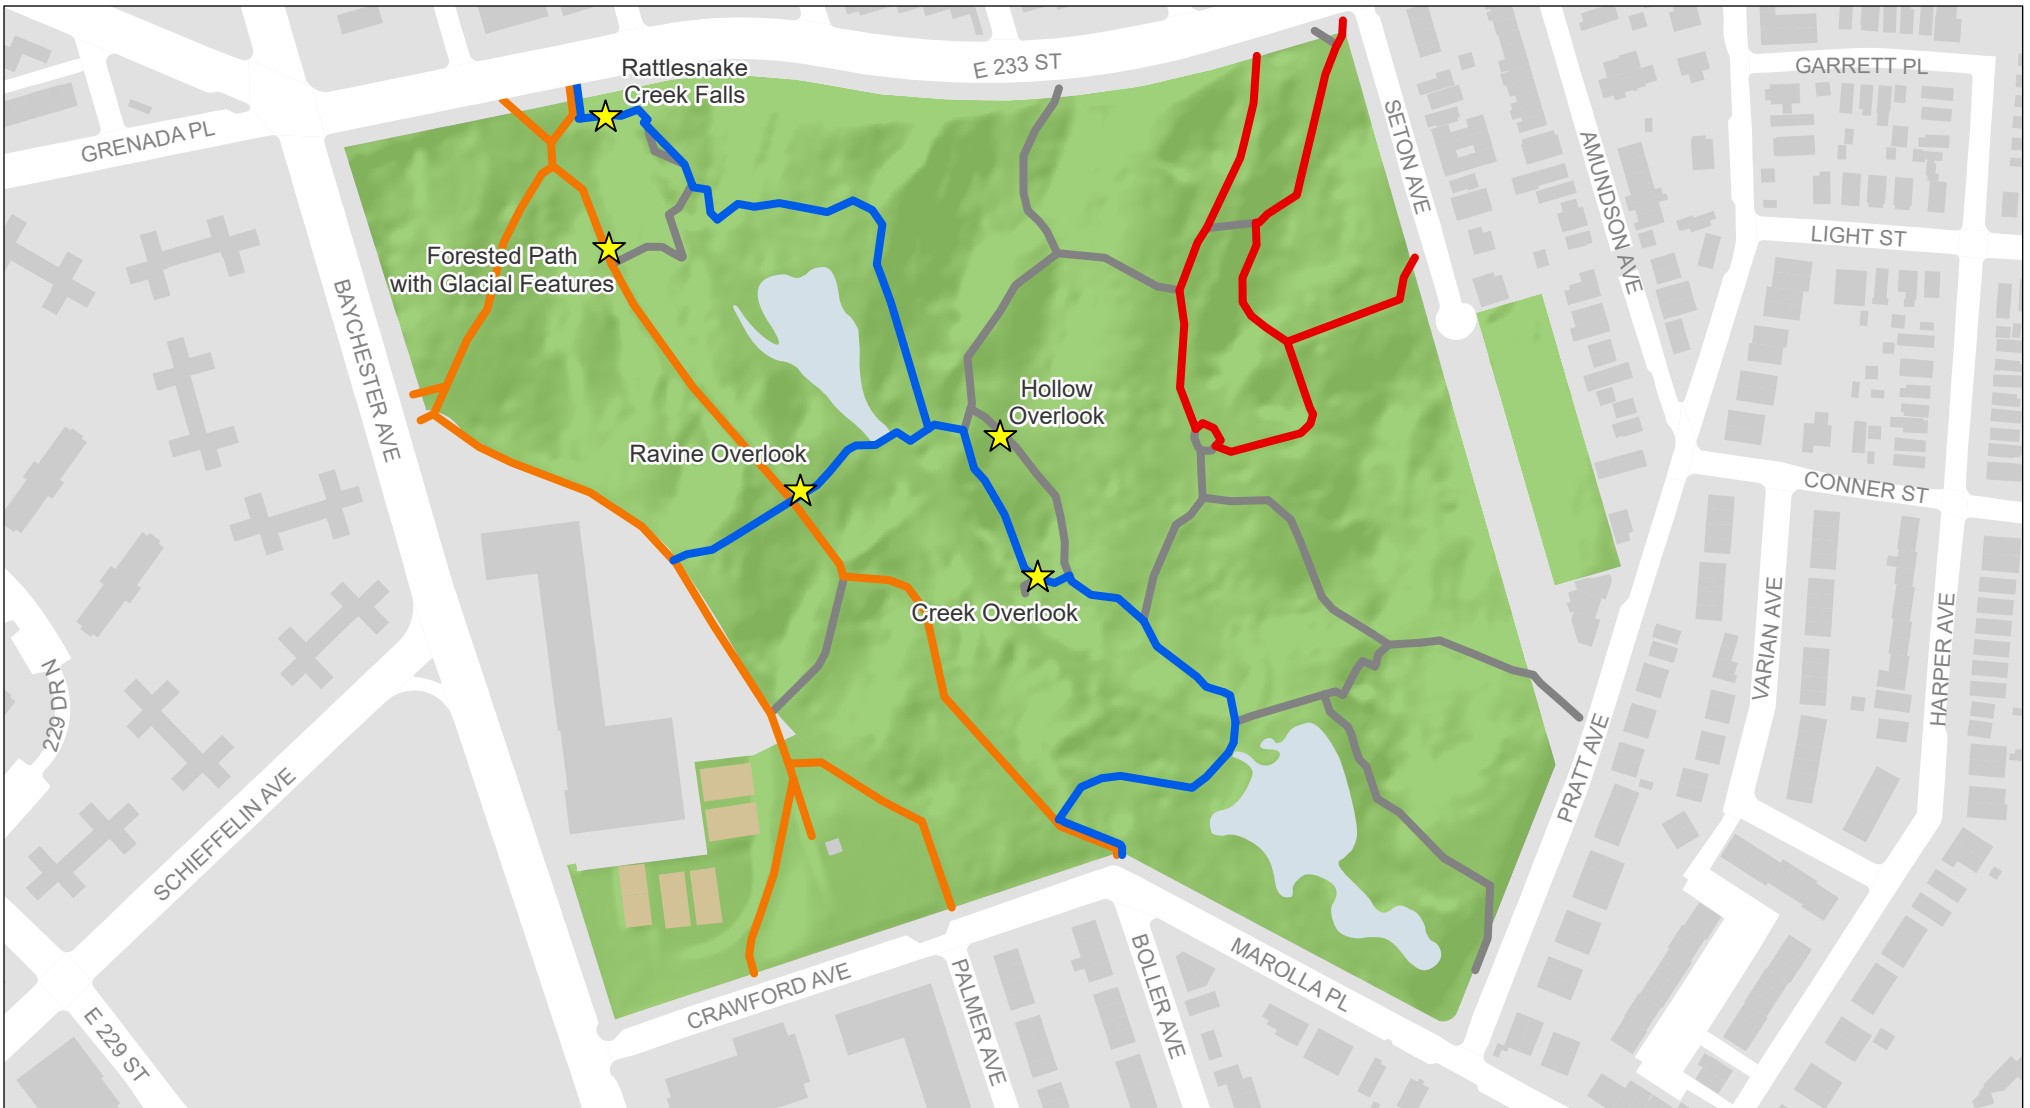 Rattlesnake
Creek Falls
E 233 ST
GARRETT PL
GRENADA PL
SETON AVE
AMUNDSON AVE
LIGHT ST
Forested Path
with Glacial Features
BAYCHESTER AVE
Hollow
Overlook
Ravine Overlook
CONNER ST
Creek Overlook
VARIAN AVE
HARPER AVE
229 DR N
PRATT AVE
SCHIEFFELIN AVE
CRAWFORD AVE
PALMER AVE
BOLLER AVE
MAROLLA PL
E 229 ST